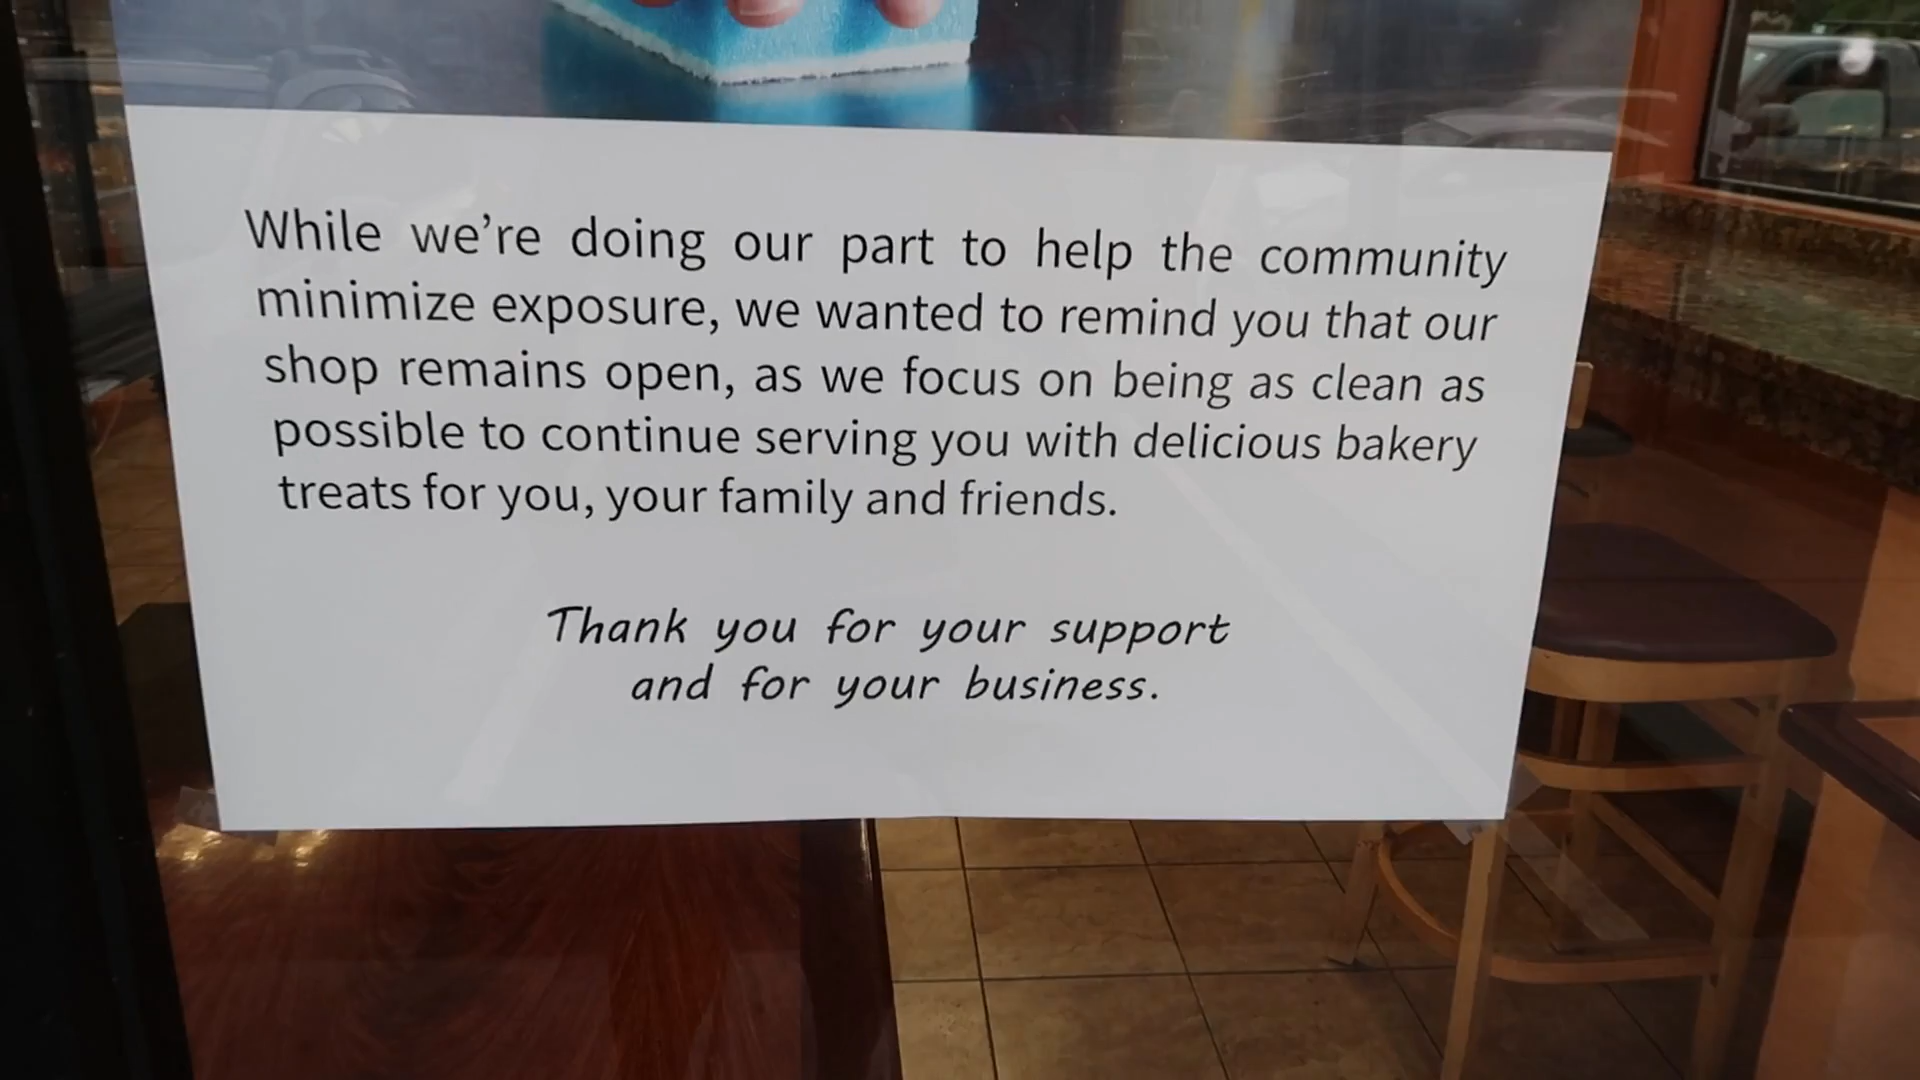 While we’re doing our part to help the community
minimize exposure, we wanted to remind you that our
shop remains open, as we focus on being as clean as
possible to continue serving you with delicious bakery
treats for you, your family and friends.
Thank you for your support
and for your business.